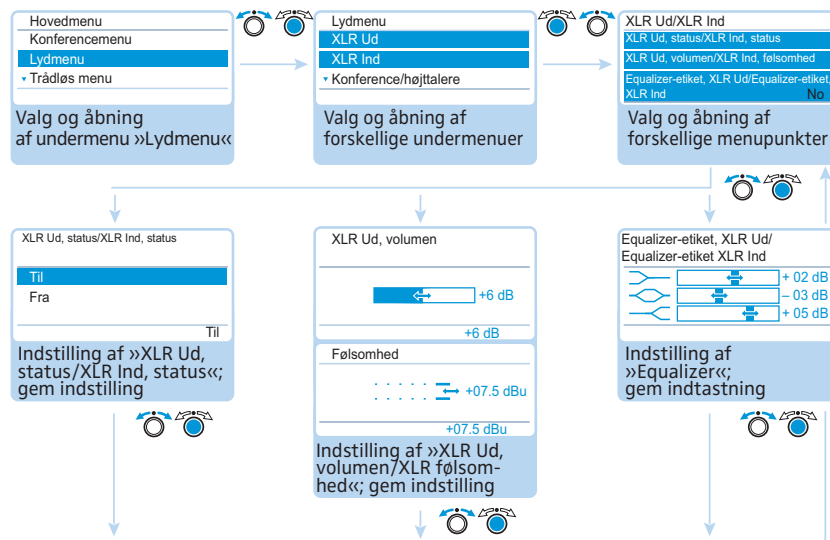 Hovedmenu
Konferencemenu
Lydmenu
Trådløs menu
Valg og åbning
af undermenu »Lydmenu«
Lydmenu
XLR Ud
XLR Ind
Konference/højttalere
Valg og åbning af
forskellige undermenuer
XLR Ud/XLR Ind
XLR Ud, status/XLR Ind, status
XLR Ud, volumen/XLR Ind, følsomhed
Equalizer-etiket, XLR Ud/Equalizer-etiket,
XLR Ind No
Valg og åbning af
forskellige menupunkter
XLR Ud, status/XLR Ind, status
Til
Fra
Til
Indstilling af »XLR Ud,
status/XLR Ind, status«;
gem indstilling
XLR Ud, volumen
+6 dB
+6 dB
Følsomhed
+07.5 dBu
+07.5 dBu
Indstilling af »XLR Ud,
volumen/XLR følsom-
hed«; gem indstilling
Equalizer-etiket, XLR Ud/
Equalizer-etiket XLR Ind
+ 02 dB
– 03 dB
+ 05 dB
Indstilling af
»Equalizer«;
gem indtastning